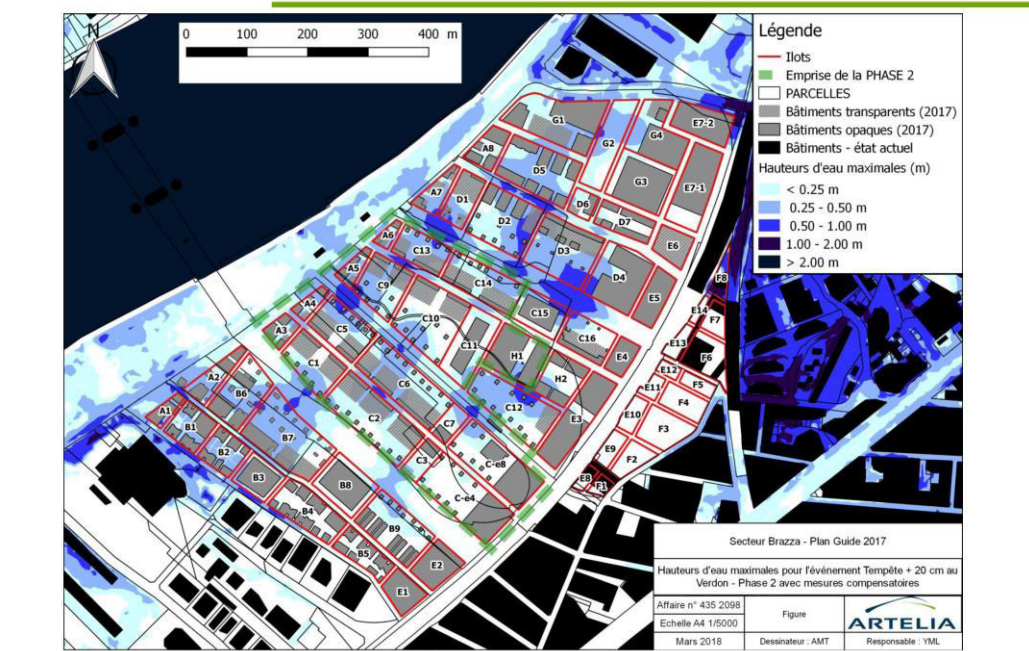 N
0 100 200 300 400 m
Légende
Ilots
Emprise de la PHASE 2
PARCELLES
Bâtiments transparents (2017)
Bâtiments opaques (2017)
Bâtiments - état actuel
Hauteurs d'eau maximales (m)
< 0.25 m
0.25 - 0.50 m
0.50 - 1.00 m
1.00 - 2.00 m
> 2.00 m
G1
E7-2
G4
G2
A8
D5
G3
E7-1
A7
D1
D6
D2
D7
A6
C13
D3
E6
A5
C9
C14
D4
F8
A4
C10
C15
E5
E14
F7
A3
C5
C11
C16
E13
F6
C1
H1
E4
A2
B6
C6
H2
E12
F5
E11
F4
A1
B1
C2
C7
C12
E3
E10
F3
B2
B7
C3
C-e8
E9
F2
B3
B8
C-e4
E8
F1
B4
B9
B5
E2
E1
Secteur Brazza - Plan Guide 2017
Hauteurs d'eau maximales pour l'événement Tempête + 20 cm au
Verdon - Phase 2 avec mesures compensatoires
Affaire n° 435 2098
Figure
ARTELIA
Echelle A4 1/5000
Mars 2018
Dessinateur : AMT
Responsable : YML